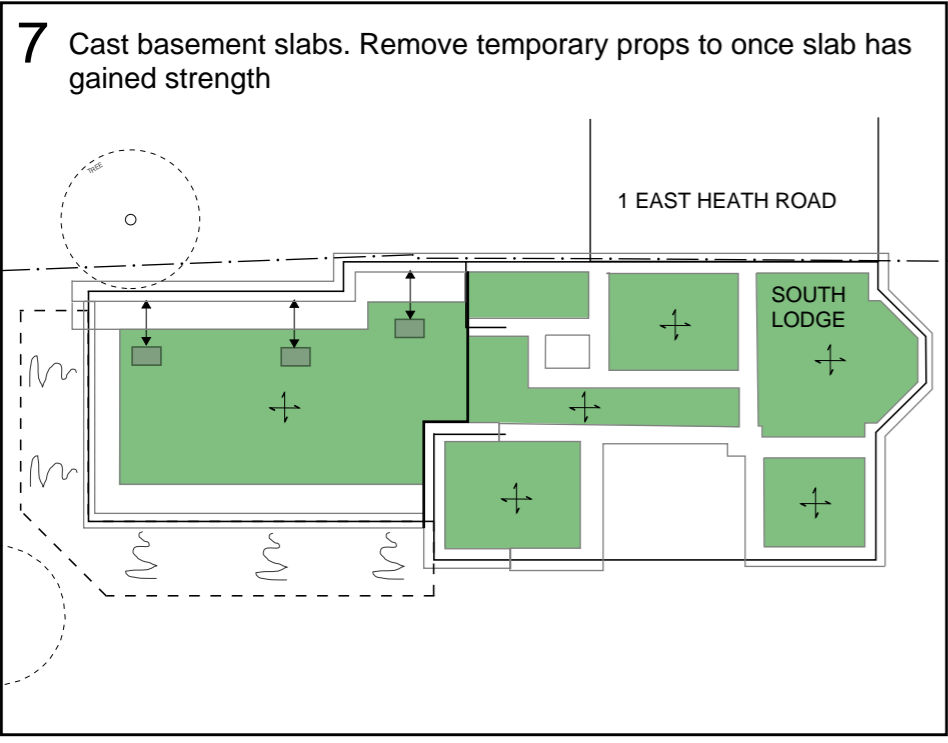 7 Cast basement slabs. Remove temporary props to once slab has
gained strength
TREE
1 EAST HEATH ROAD
SOUTH
LODGE